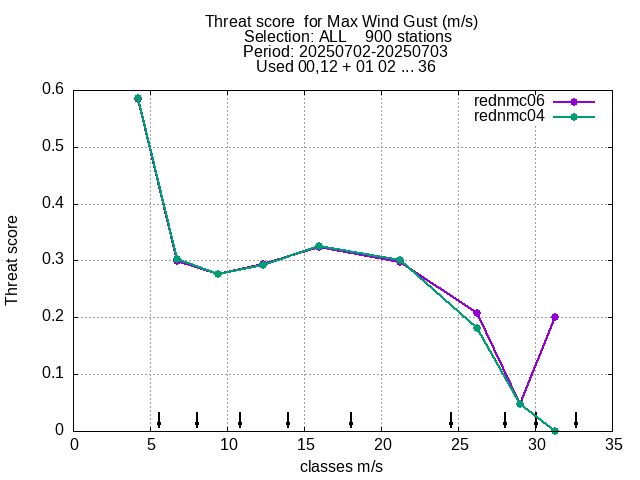 Threat score  for Max Wind Gust (m/s)
Selection: ALL    900 stations
Period: 20250702-20250703
Used 00,12 + 01 02 ... 36
rednmc06
rednmc04
0.6
0.5
0.4
0.3
0.2
0.1
0
Threat score
0 5 10 15 20 25 30 35
classes m/s